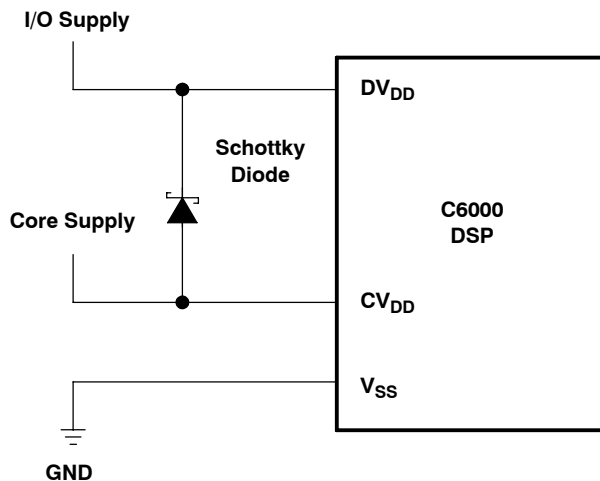 I/O Supply
DVDD
Schottky
Diode
C6000
DSP
Core Supply
CVDD
VSS
GND